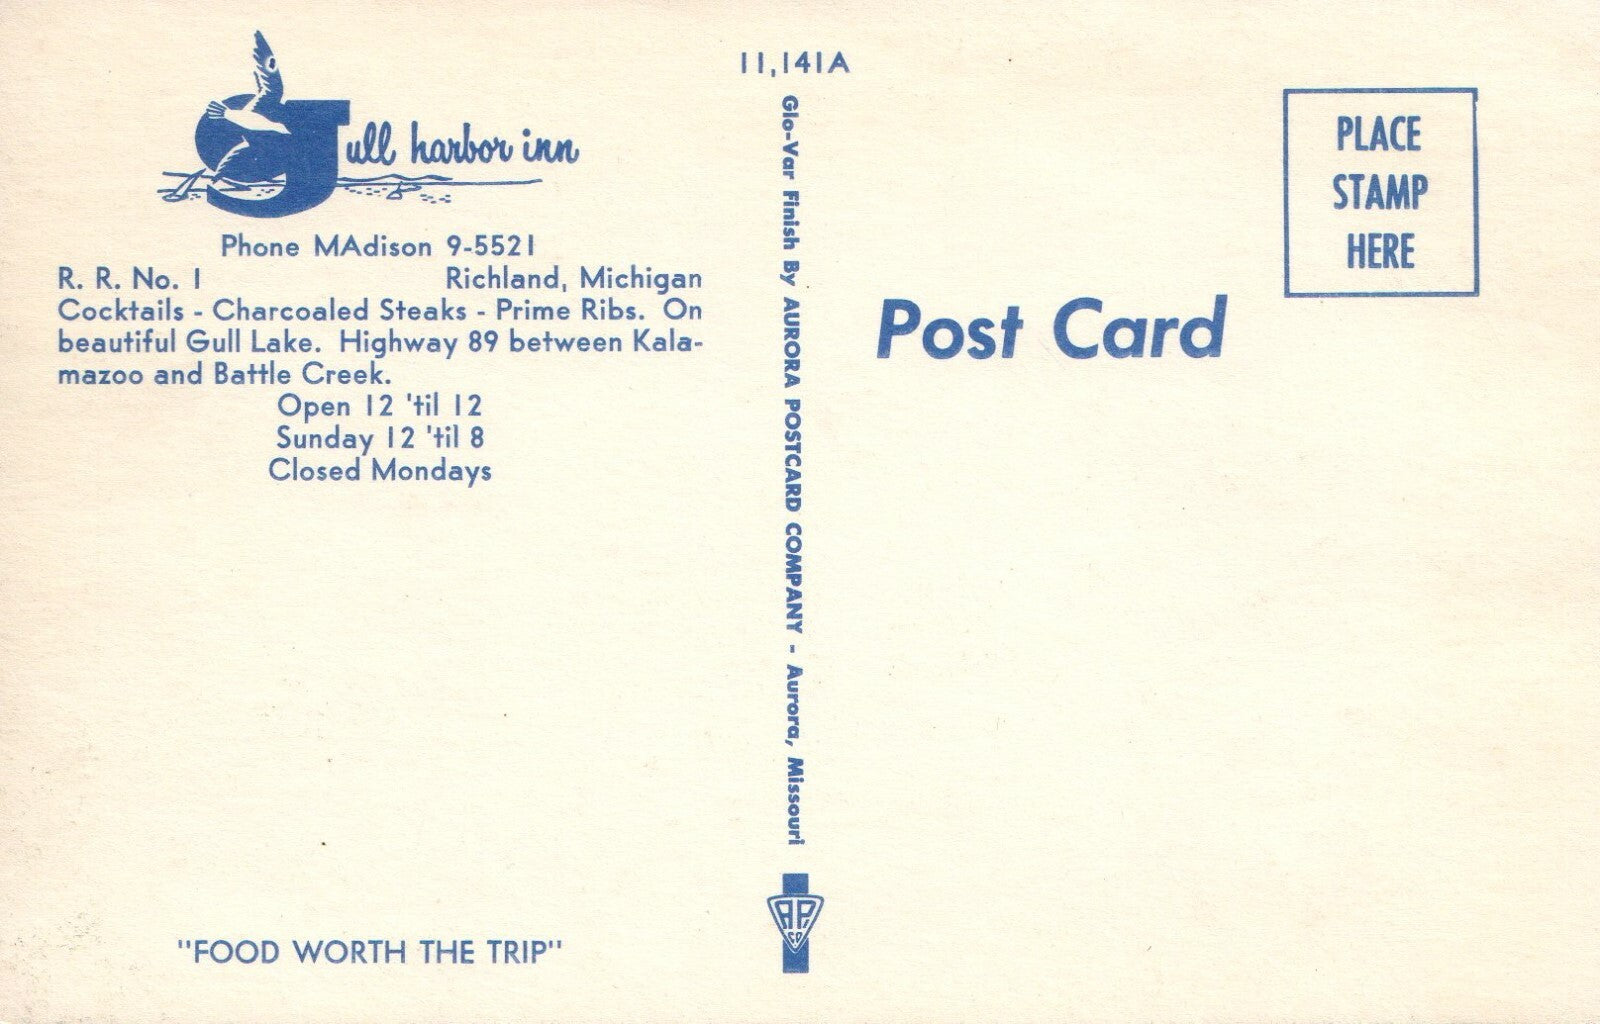 Gull harbor inn
Phone MAdison 9-5521
R. R. No. 1 Richland, Michigan
Cocktails - Charcoaled Steaks - Prime Ribs. On
beautiful Gull Lake. Highway 89 between Kala-
mazoo and Battle Creek.
Open 12 'til 12
Sunday 12 'til 8
Closed Mondays
"FOOD WORTH THE TRIP"
11,141A
Glo-Var Finish By AURORA POSTCARD COMPANY - Aurora, Missouri
APC
CO
Post Card
PLACE
STAMP
HERE